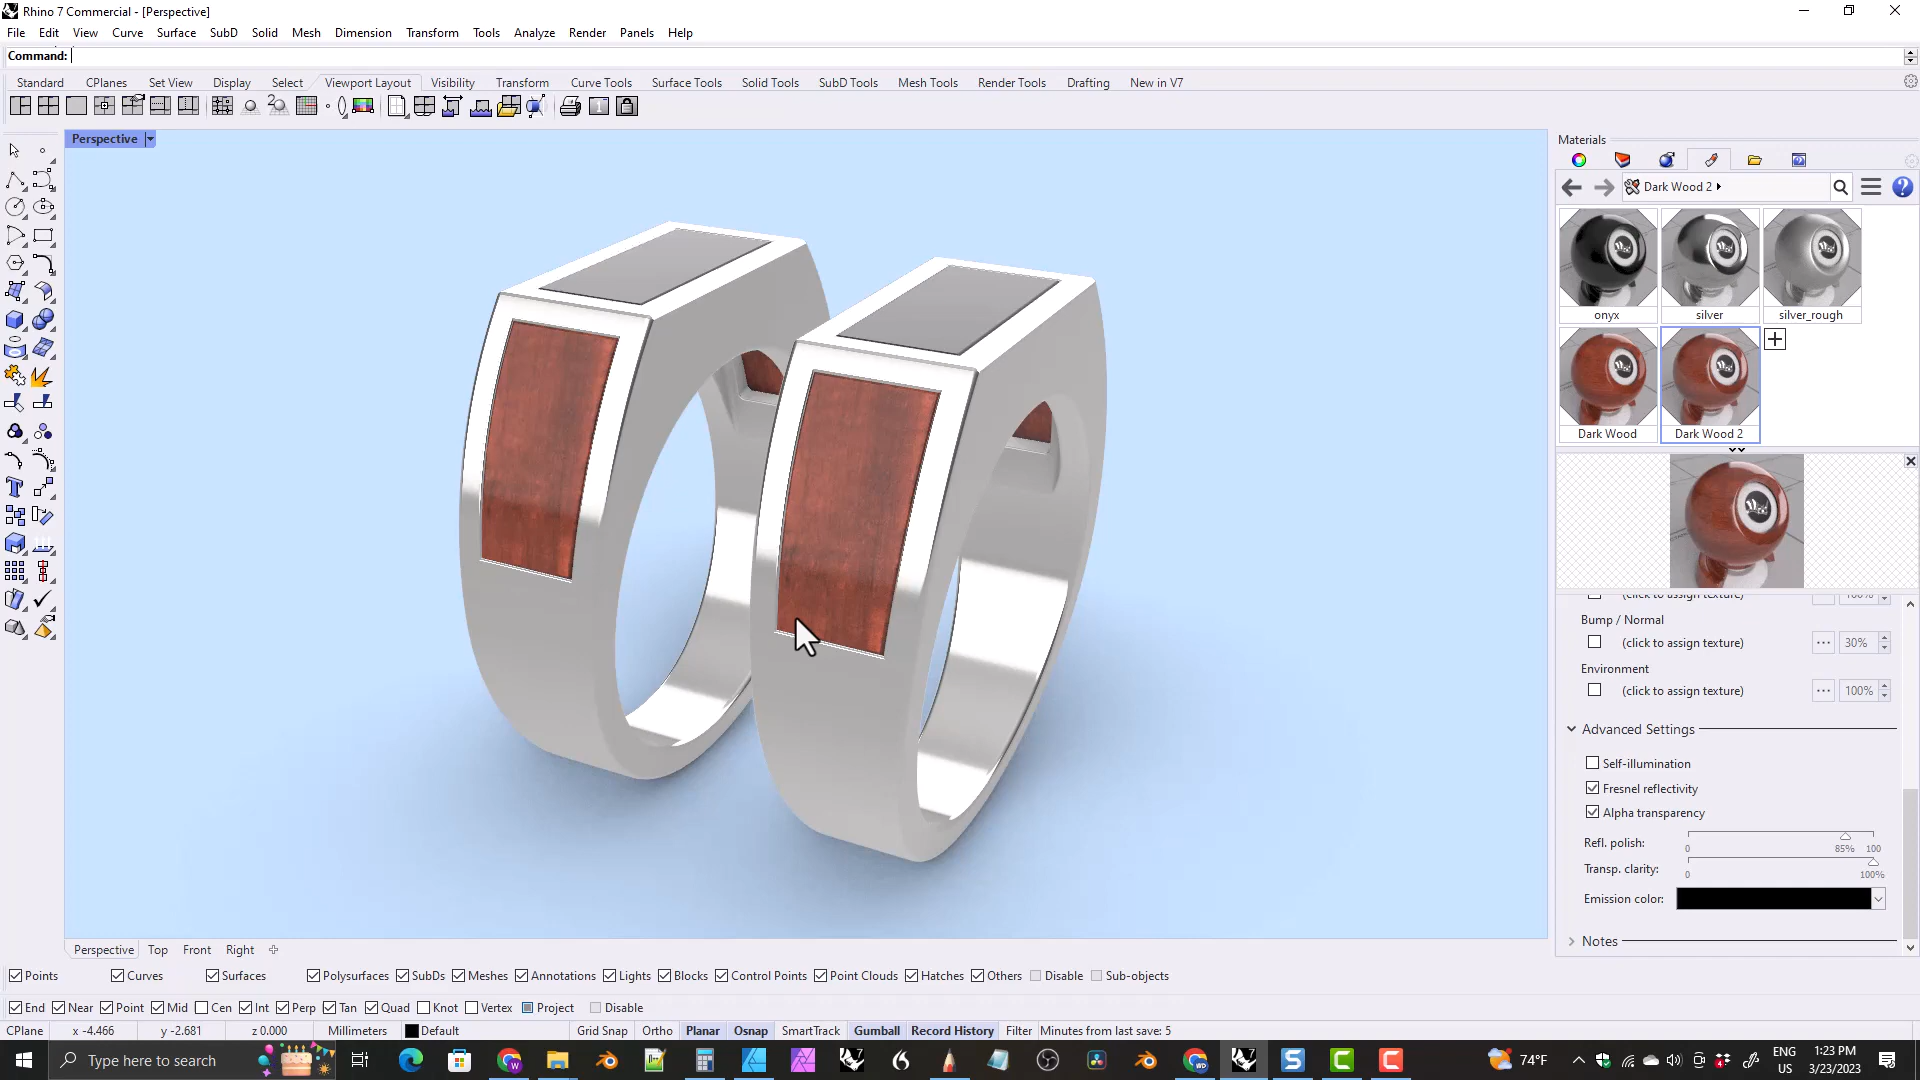 Rhino 7 Commercial - [Perspective]
File Edit View Curve Surface SubD Solid Mesh Dimension Transform Tools Analyze Render Panels Help
Command:
Standard CPlanes Set View Display Select Viewport Layout Visibility Transform Curve Tools Surface Tools Solid Tools SubD Tools Mesh Tools Render Tools Drafting New in V7
Perspective
Materials
Dark Wood 2
onyx silver silver_rough
Dark Wood Dark Wood 2
(click to assign texture) 100%
Bump / Normal
(click to assign texture) 30%
Environment
(click to assign texture) 100%
Advanced Settings
Self-illumination
Fresnel reflectivity
Alpha transparency
Refl. polish:
0 85% 100
Transp. clarity:
0 100%
Emission color:
Notes
Perspective Top Front Right
Points Curves Surfaces Polysurfaces SubDs Meshes Annotations Lights Blocks Control Points Point Clouds Hatches Others Disable Sub-objects
End Near Point Mid Cen Int Perp Tan Quad Knot Vertex Project Disable
CPlane x -4.466 y -2.681 z 0.000 Millimeters Default Grid Snap Ortho Planar Osnap SmartTrack Gumball Record History Filter Minutes from last save: 5
Type here to search
74°F
ENG
US
1:23 PM
3/23/2023